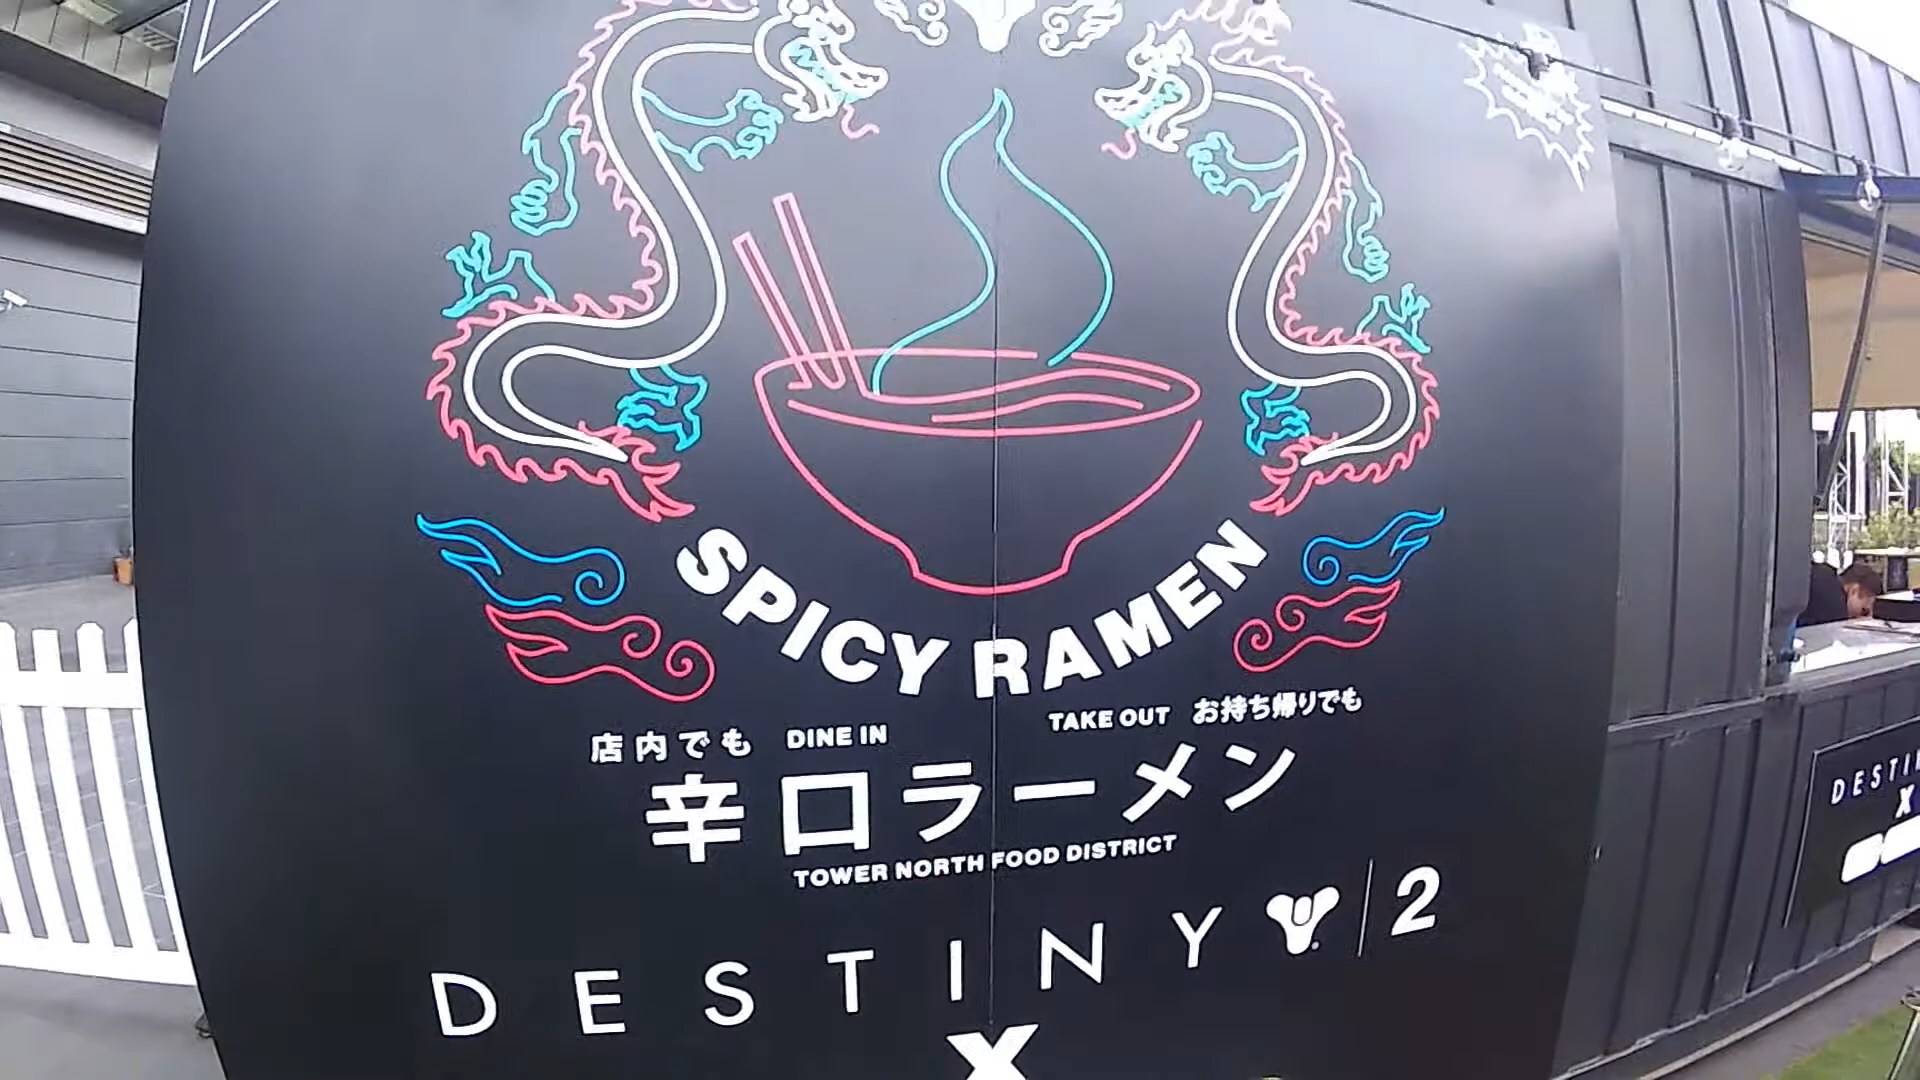 SPICY RAMEN
店内でも DINE IN TAKE OUT お持ち帰りでも
辛口ラーメン
TOWER NORTH FOOD DISTRICT
DESTINY 2
X
DESTIN
X